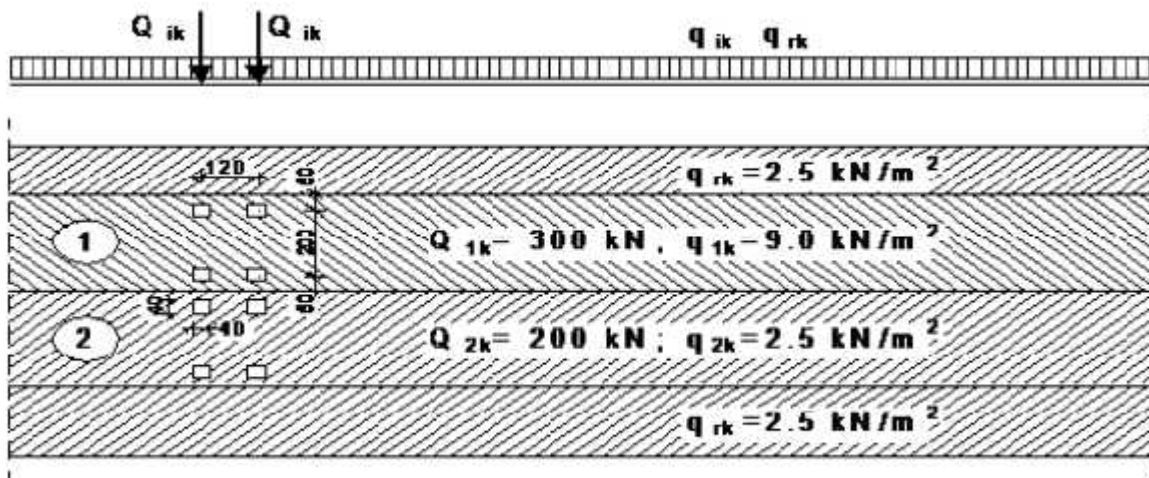 Q ik Q ik q ik q rk
120
q rk = 2.5 kN/m 2
1
Q 1k – 300 kN , q 1k – 9.0 kN/m 2
2
40
Q 2k = 200 kN ; q 2k = 2.5 kN/m 2
q rk = 2.5 kN/m 2